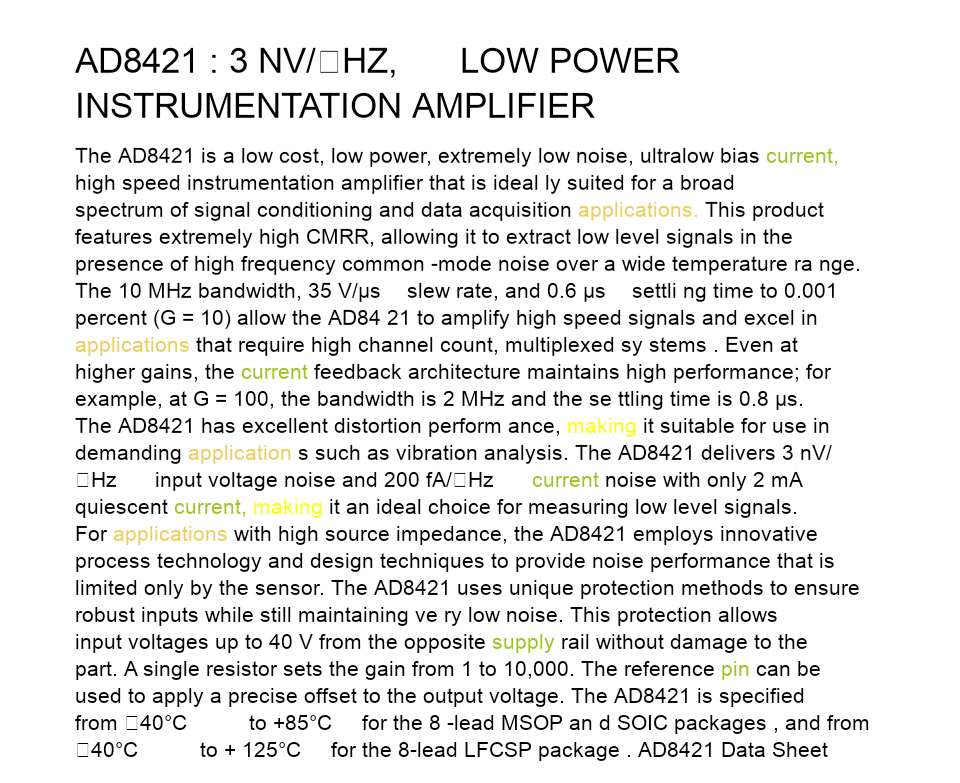 AD8421 : 3 NV/□HZ, LOW POWER
INSTRUMENTATION AMPLIFIER
The AD8421 is a low cost, low power, extremely low noise, ultralow bias current,
high speed instrumentation amplifier that is ideal ly suited for a broad
spectrum of signal conditioning and data acquisition applications. This product
features extremely high CMRR, allowing it to extract low level signals in the
presence of high frequency common -mode noise over a wide temperature ra nge.
The 10 MHz bandwidth, 35 V/μs slew rate, and 0.6 μs settli ng time to 0.001
percent (G = 10) allow the AD84 21 to amplify high speed signals and excel in
applications that require high channel count, multiplexed sy stems . Even at
higher gains, the current feedback architecture maintains high performance; for
example, at G = 100, the bandwidth is 2 MHz and the se ttling time is 0.8 μs.
The AD8421 has excellent distortion perform ance, making it suitable for use in
demanding application s such as vibration analysis. The AD8421 delivers 3 nV/
□Hz input voltage noise and 200 fA/□Hz current noise with only 2 mA
quiescent current, making it an ideal choice for measuring low level signals.
For applications with high source impedance, the AD8421 employs innovative
process technology and design techniques to provide noise performance that is
limited only by the sensor. The AD8421 uses unique protection methods to ensure
robust inputs while still maintaining ve ry low noise. This protection allows
input voltages up to 40 V from the opposite supply rail without damage to the
part. A single resistor sets the gain from 1 to 10,000. The reference pin can be
used to apply a precise offset to the output voltage. The AD8421 is specified
from □40°C to +85°C for the 8 -lead MSOP an d SOIC packages , and from
□40°C to + 125°C for the 8-lead LFCSP package . AD8421 Data Sheet